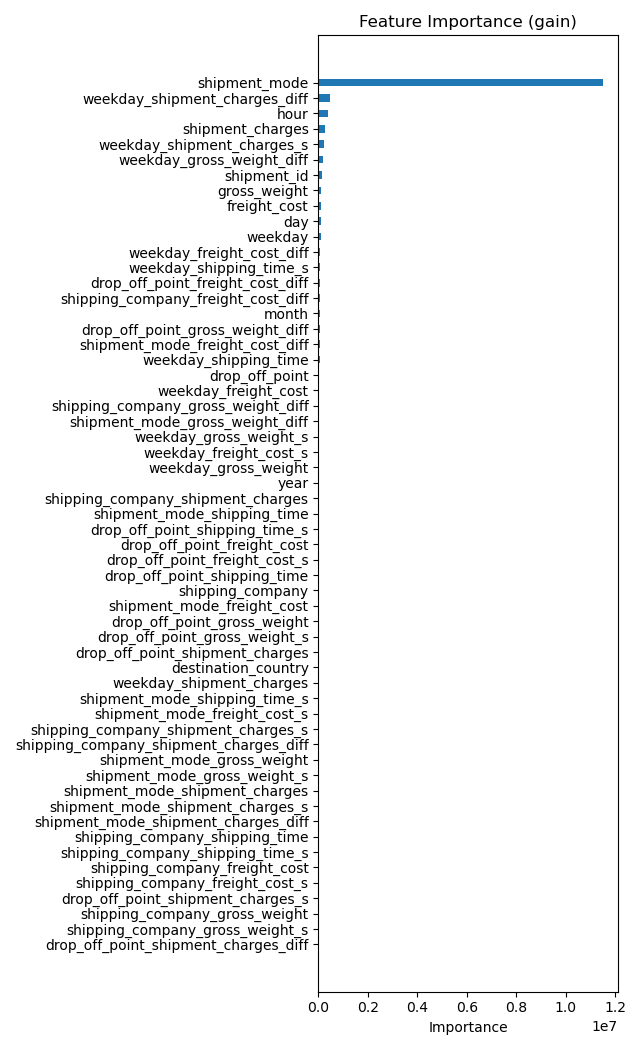 Feature Importance (gain)
shipment_mode
weekday_shipment_charges_diff
hour
shipment_charges
weekday_shipment_charges_s
weekday_gross_weight_diff
shipment_id
gross_weight
freight_cost
day
weekday
weekday_freight_cost_diff
weekday_shipping_time_s
drop_off_point_freight_cost_diff
shipping_company_freight_cost_diff
month
drop_off_point_gross_weight_diff
shipment_mode_freight_cost_diff
weekday_shipping_time
drop_off_point
weekday_freight_cost
shipping_company_gross_weight_diff
shipment_mode_gross_weight_diff
weekday_gross_weight_s
weekday_freight_cost_s
weekday_gross_weight
year
shipping_company_shipment_charges
shipment_mode_shipping_time
drop_off_point_shipping_time_s
drop_off_point_freight_cost
drop_off_point_freight_cost_s
drop_off_point_shipping_time
shipping_company
shipment_mode_freight_cost
drop_off_point_gross_weight
drop_off_point_gross_weight_s
drop_off_point_shipment_charges
destination_country
weekday_shipment_charges
shipment_mode_shipping_time_s
shipment_mode_freight_cost_s
shipping_company_shipment_charges_s
shipping_company_shipment_charges_diff
shipment_mode_gross_weight
shipment_mode_gross_weight_s
shipment_mode_shipment_charges
shipment_mode_shipment_charges_s
shipment_mode_shipment_charges_diff
shipping_company_shipping_time
shipping_company_shipping_time_s
shipping_company_freight_cost
shipping_company_freight_cost_s
drop_off_point_shipment_charges_s
shipping_company_gross_weight
shipping_company_gross_weight_s
drop_off_point_shipment_charges_diff
0.0 0.2 0.4 0.6 0.8 1.0 1.2
1e7
Importance